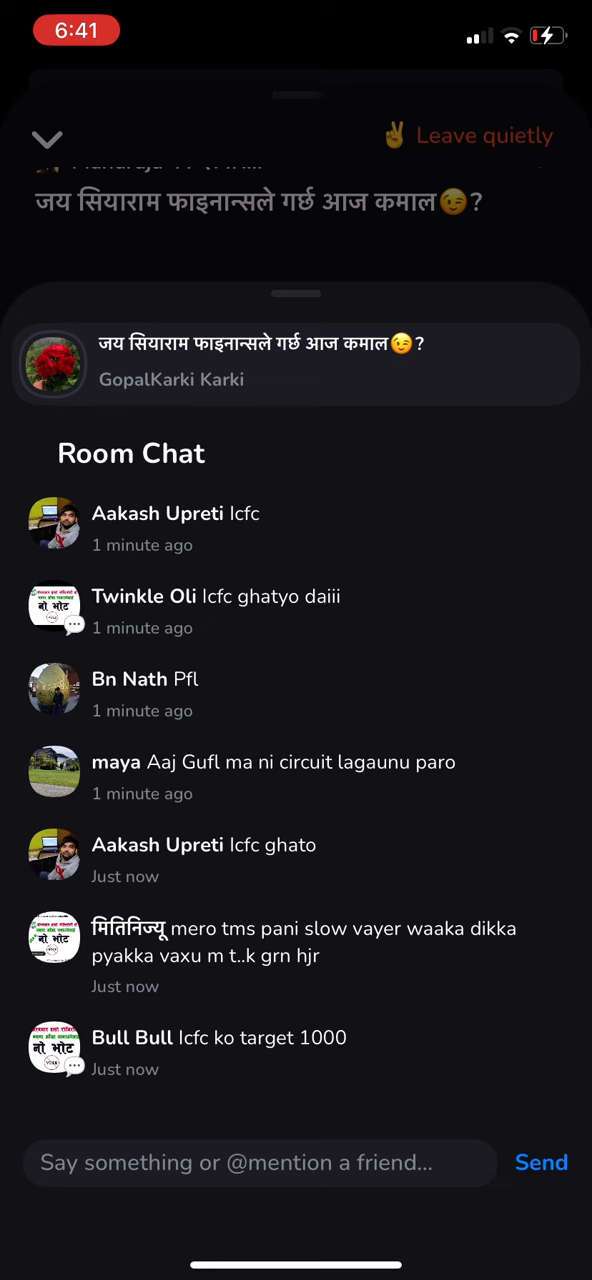 6:41
✌️ Leave quietly
जय सियाराम फाइनान्सले गर्छ आज कमाल😉?
जय सियाराम फाइनान्सले गर्छ आज कमाल😉?
GopalKarki Karki
Room Chat
Aakash Upreti Icfc
1 minute ago
Twinkle Oli Icfc ghatyo daiii
नो भोट
1 minute ago
Bn Nath Pfl
1 minute ago
maya Aaj Gufl ma ni circuit lagaunu paro
1 minute ago
Aakash Upreti Icfc ghato
Just now
मितिनिज्यू mero tms pani slow vayer waaka dikka
नो भोट
pyakka vaxu m t..k grn hjr
Just now
Bull Bull Icfc ko target 1000
नो भोट
Just now
Say something or @mention a friend...
Send